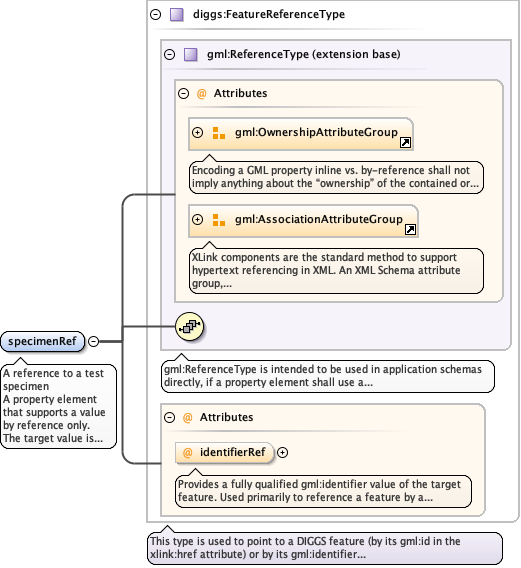 diggs:FeatureReferenceType
gml:ReferenceType (extension base)
@ Attributes
gml:OwnershipAttributeGroup
Encoding a GML property inline vs. by-reference shall not
imply anything about the “ownership” of the contained or...
gml:AssociationAttributeGroup
XLink components are the standard method to support
hypertext referencing in XML. An XML Schema attribute
group,...
specimenRef
A reference to a test
specimen
A property element
that supports a value
by reference only.
The target value is...
gml:ReferenceType is intended to be used in application schemas
directly, if a property element shall use a...
@ Attributes
@ identifierRef
Provides a fully qualified gml:identifier value of the target
feature. Used primarily to reference a feature by a...
This type is used to point to a DIGGS feature (by its gml:id in the
xlink:href attribute) or by its gml:identifier...